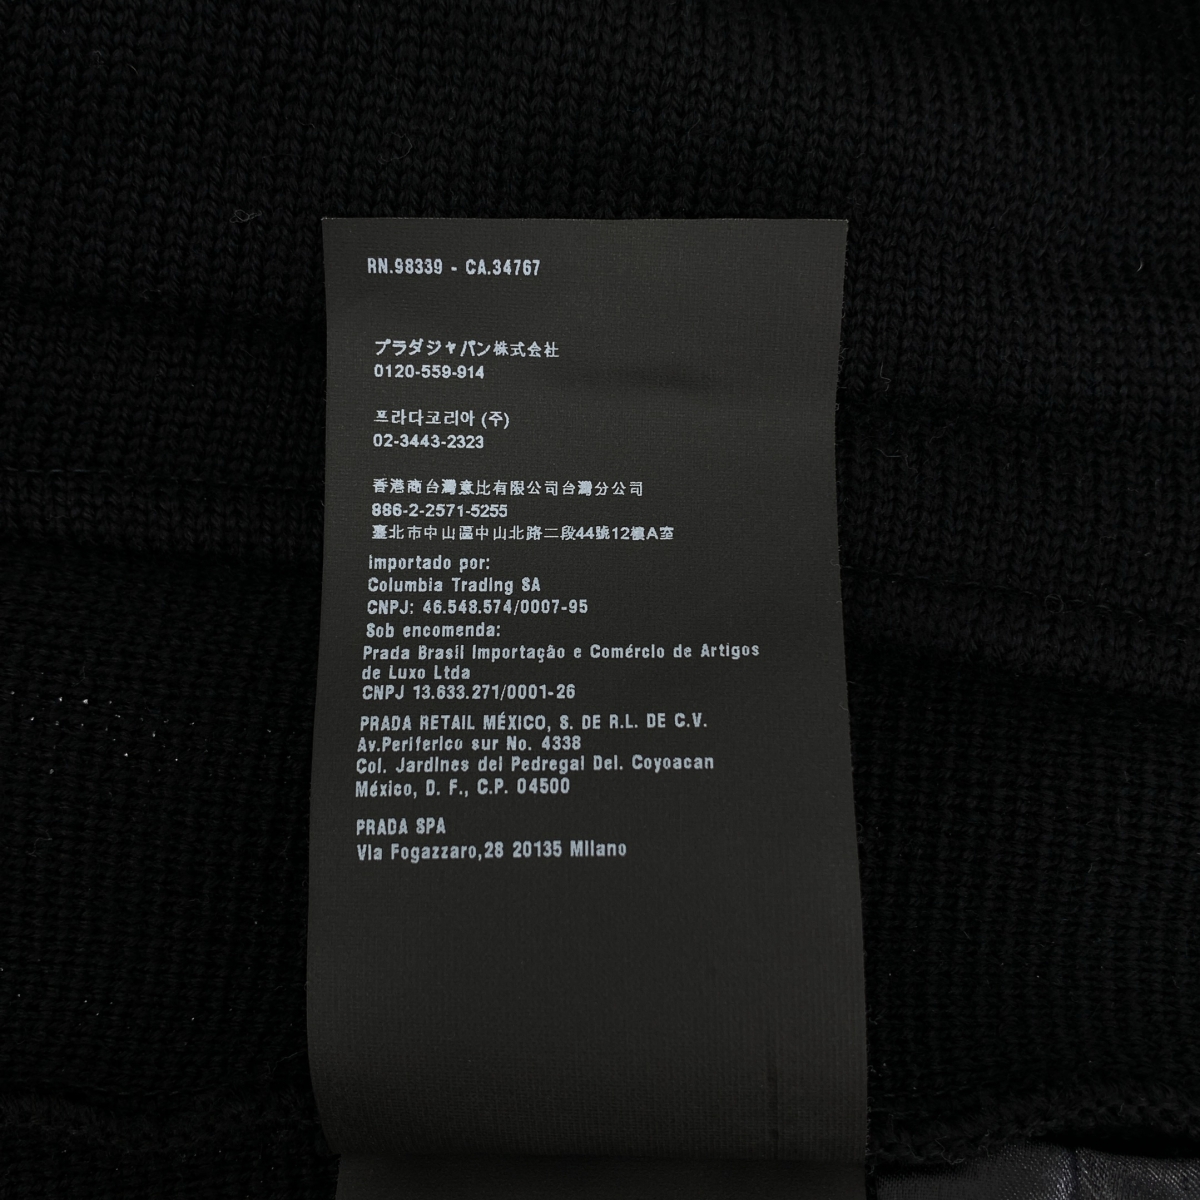 RN.98339 - CA.34767
プラダジャパン株式会社
0120-559-914
프라다코리아 (주)
02-3443-2323
香港商台灣意比有限公司台灣分公司
886-2-2571-5255
臺北市中山區中山北路二段44號12樓A室
Importado por:
Columbia Trading SA
CNPJ: 46.548.574/0007-95
Sob encomenda:
Prada Brasil Importação e Comércio de Artigos
de Luxo Ltda
CNPJ 13.633.271/0001-26
PRADA RETAIL MÉXICO, S. DE R.L. DE C.V.
Av.Periferico sur No. 4338
Col. Jardines del Pedregal Del. Coyoacan
México, D. F., C.P. 04500
PRADA SPA
Via Fogazzaro,28 20135 Milano